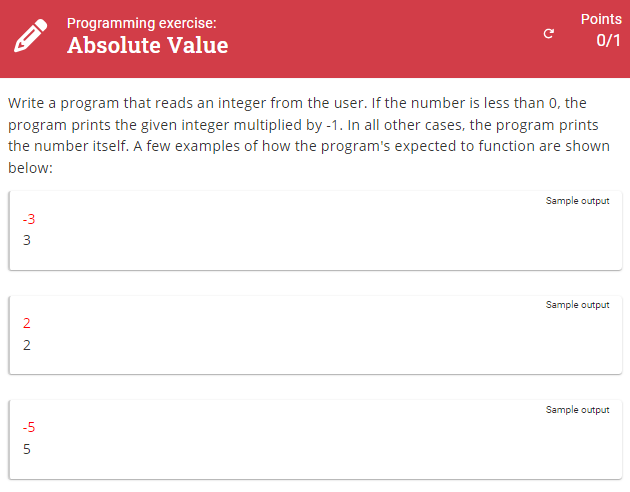 Programming exercise:
Points
Absolute Value
0/1
Write a program that reads an integer from the user. If the number is less than 0, the
program prints the given integer multiplied by -1. In all other cases, the program prints
the number itself. A few examples of how the program's expected to function are shown
below:
Sample output
-3
3
Sample output
2
2
Sample output
-5
5